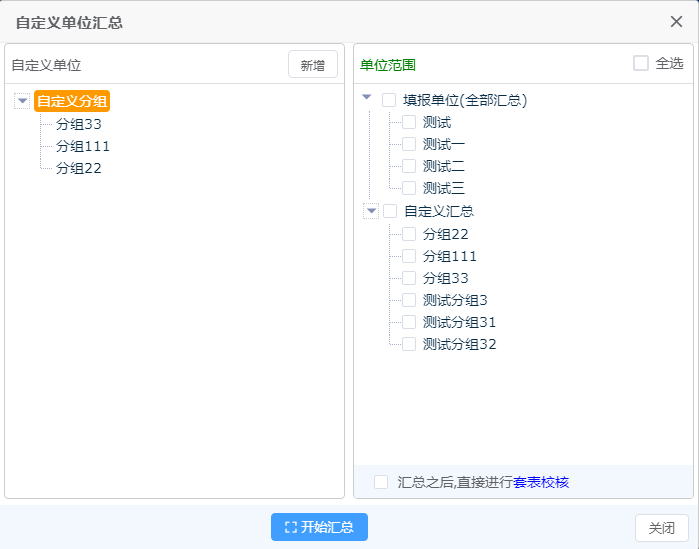 自定义单位汇总
自定义单位
新增
自定义分组
分组33
分组111
分组22
单位范围
全选
填报单位(全部汇总)
测试
测试一
测试二
测试三
自定义汇总
分组22
分组111
分组33
测试分组3
测试分组31
测试分组32
汇总之后,直接进行套表校核
开始汇总
关闭